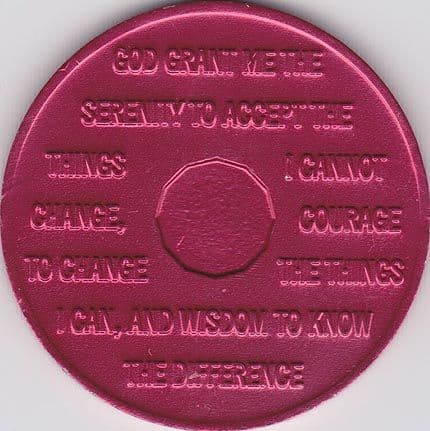 GOD GRANT ME THE
SERENITY TO ACCEPT THE
THINGS I CANNOT
CHANGE, COURAGE
TO CHANGE THE THINGS
I CAN, AND WISDOM TO KNOW
THE DIFFERENCE